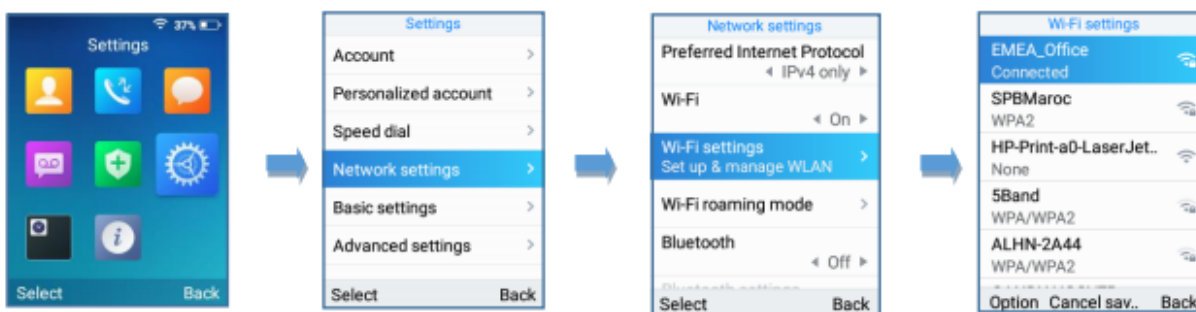 37%
Settings
Select Back
Settings
Account
Personalized account
Speed dial
Network settings
Basic settings
Advanced settings
Select Back
Network settings
Preferred Internet Protocol
IPv4 only
Wi-Fi
On
Wi-Fi settings
Set up & manage WLAN
Wi-Fi roaming mode
Bluetooth
Off
Bluetooth settings
Select Back
Wi-Fi settings
EMEA_Office
Connected
SPBMaroc
WPA2
HP-Print-a0-LaserJet..
None
5Band
WPA/WPA2
ALHN-2A44
WPA/WPA2
Option Cancel sav.. Back